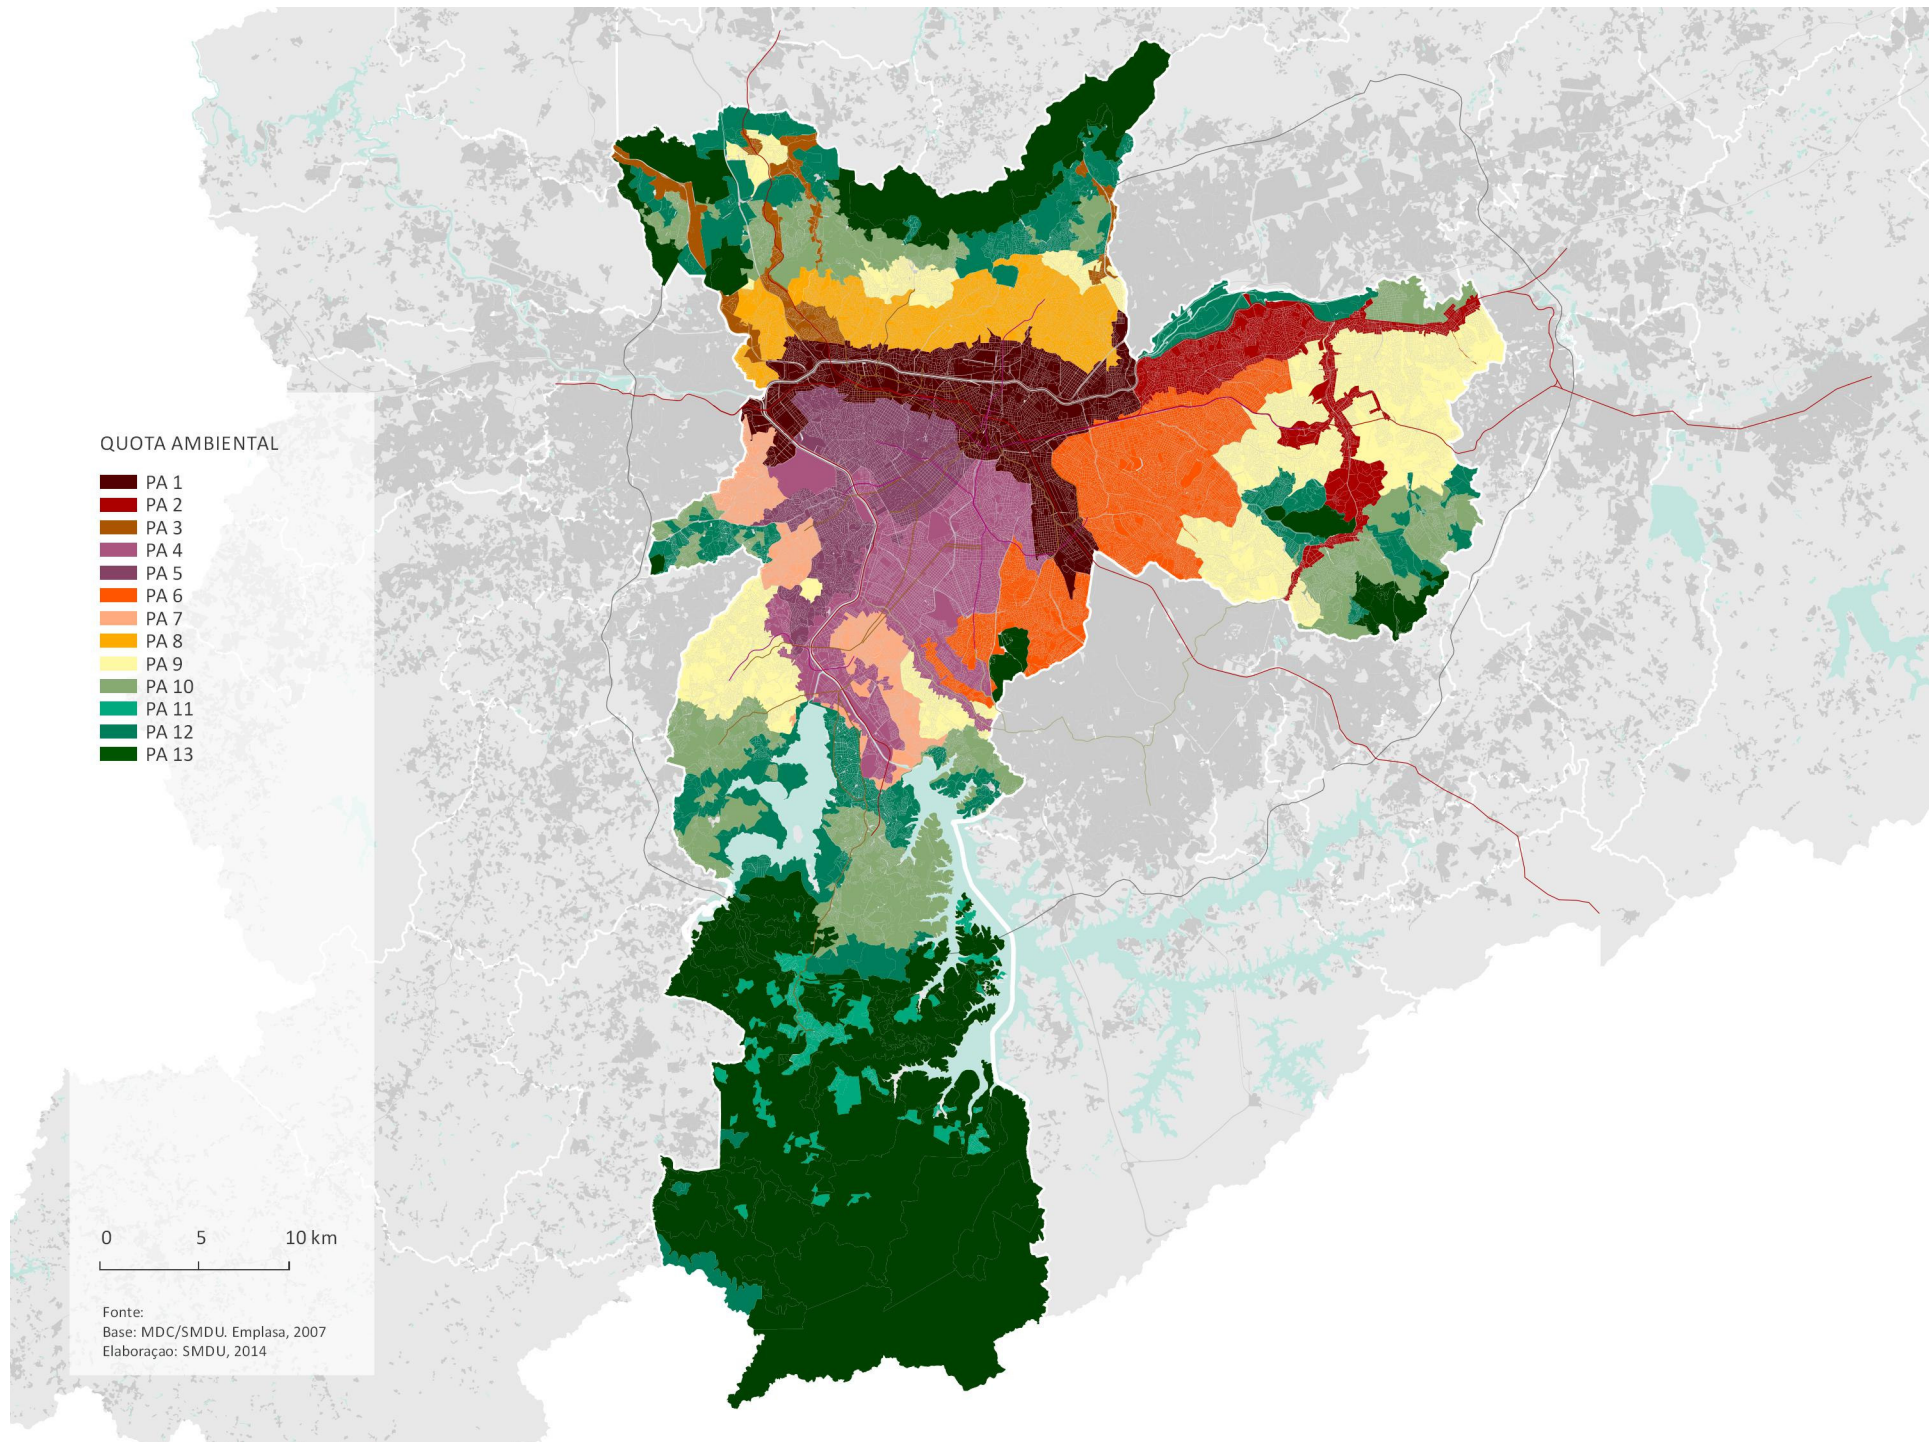 QUOTA AMBIENTAL
PA 1
PA 2
PA 3
PA 4
PA 5
PA 6
PA 7
PA 8
PA 9
PA 10
PA 11
PA 12
PA 13
0 5 10 km
Fonte:
Base: MDC/SMDU. Emplasa, 2007
Elaboraçao: SMDU, 2014